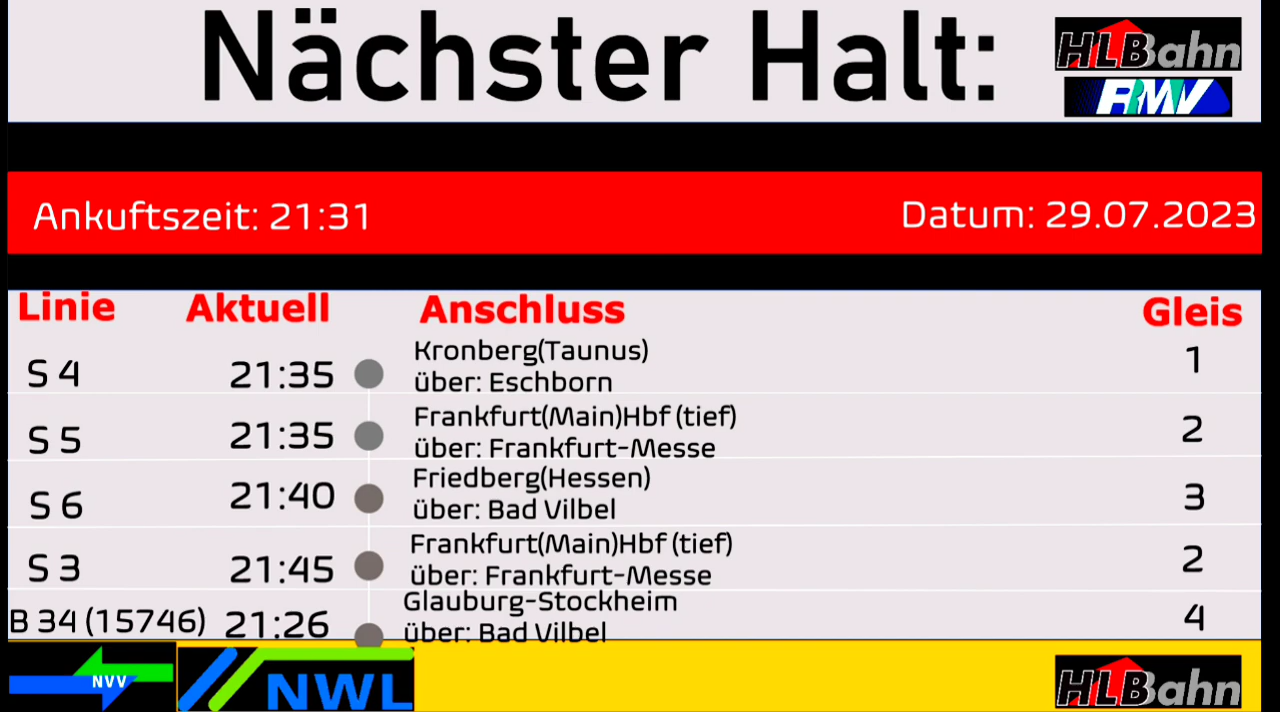 Nächster Halt:
HLBahn
RMV
Ankuftszeit: 21:31
Datum: 29.07.2023
Linie Aktuell Anschluss Gleis
S 4 21:35 Kronberg(Taunus) 1
über: Eschborn
S 5 21:35 Frankfurt(Main)Hbf (tief) 2
über: Frankfurt-Messe
S 6 21:40 Friedberg(Hessen) 3
über: Bad Vilbel
S 3 21:45 Frankfurt(Main)Hbf (tief) 2
über: Frankfurt-Messe
B 34 (15746) 21:26 Glauburg-Stockheim 4
über: Bad Vilbel
NVV
NWL
HLBahn